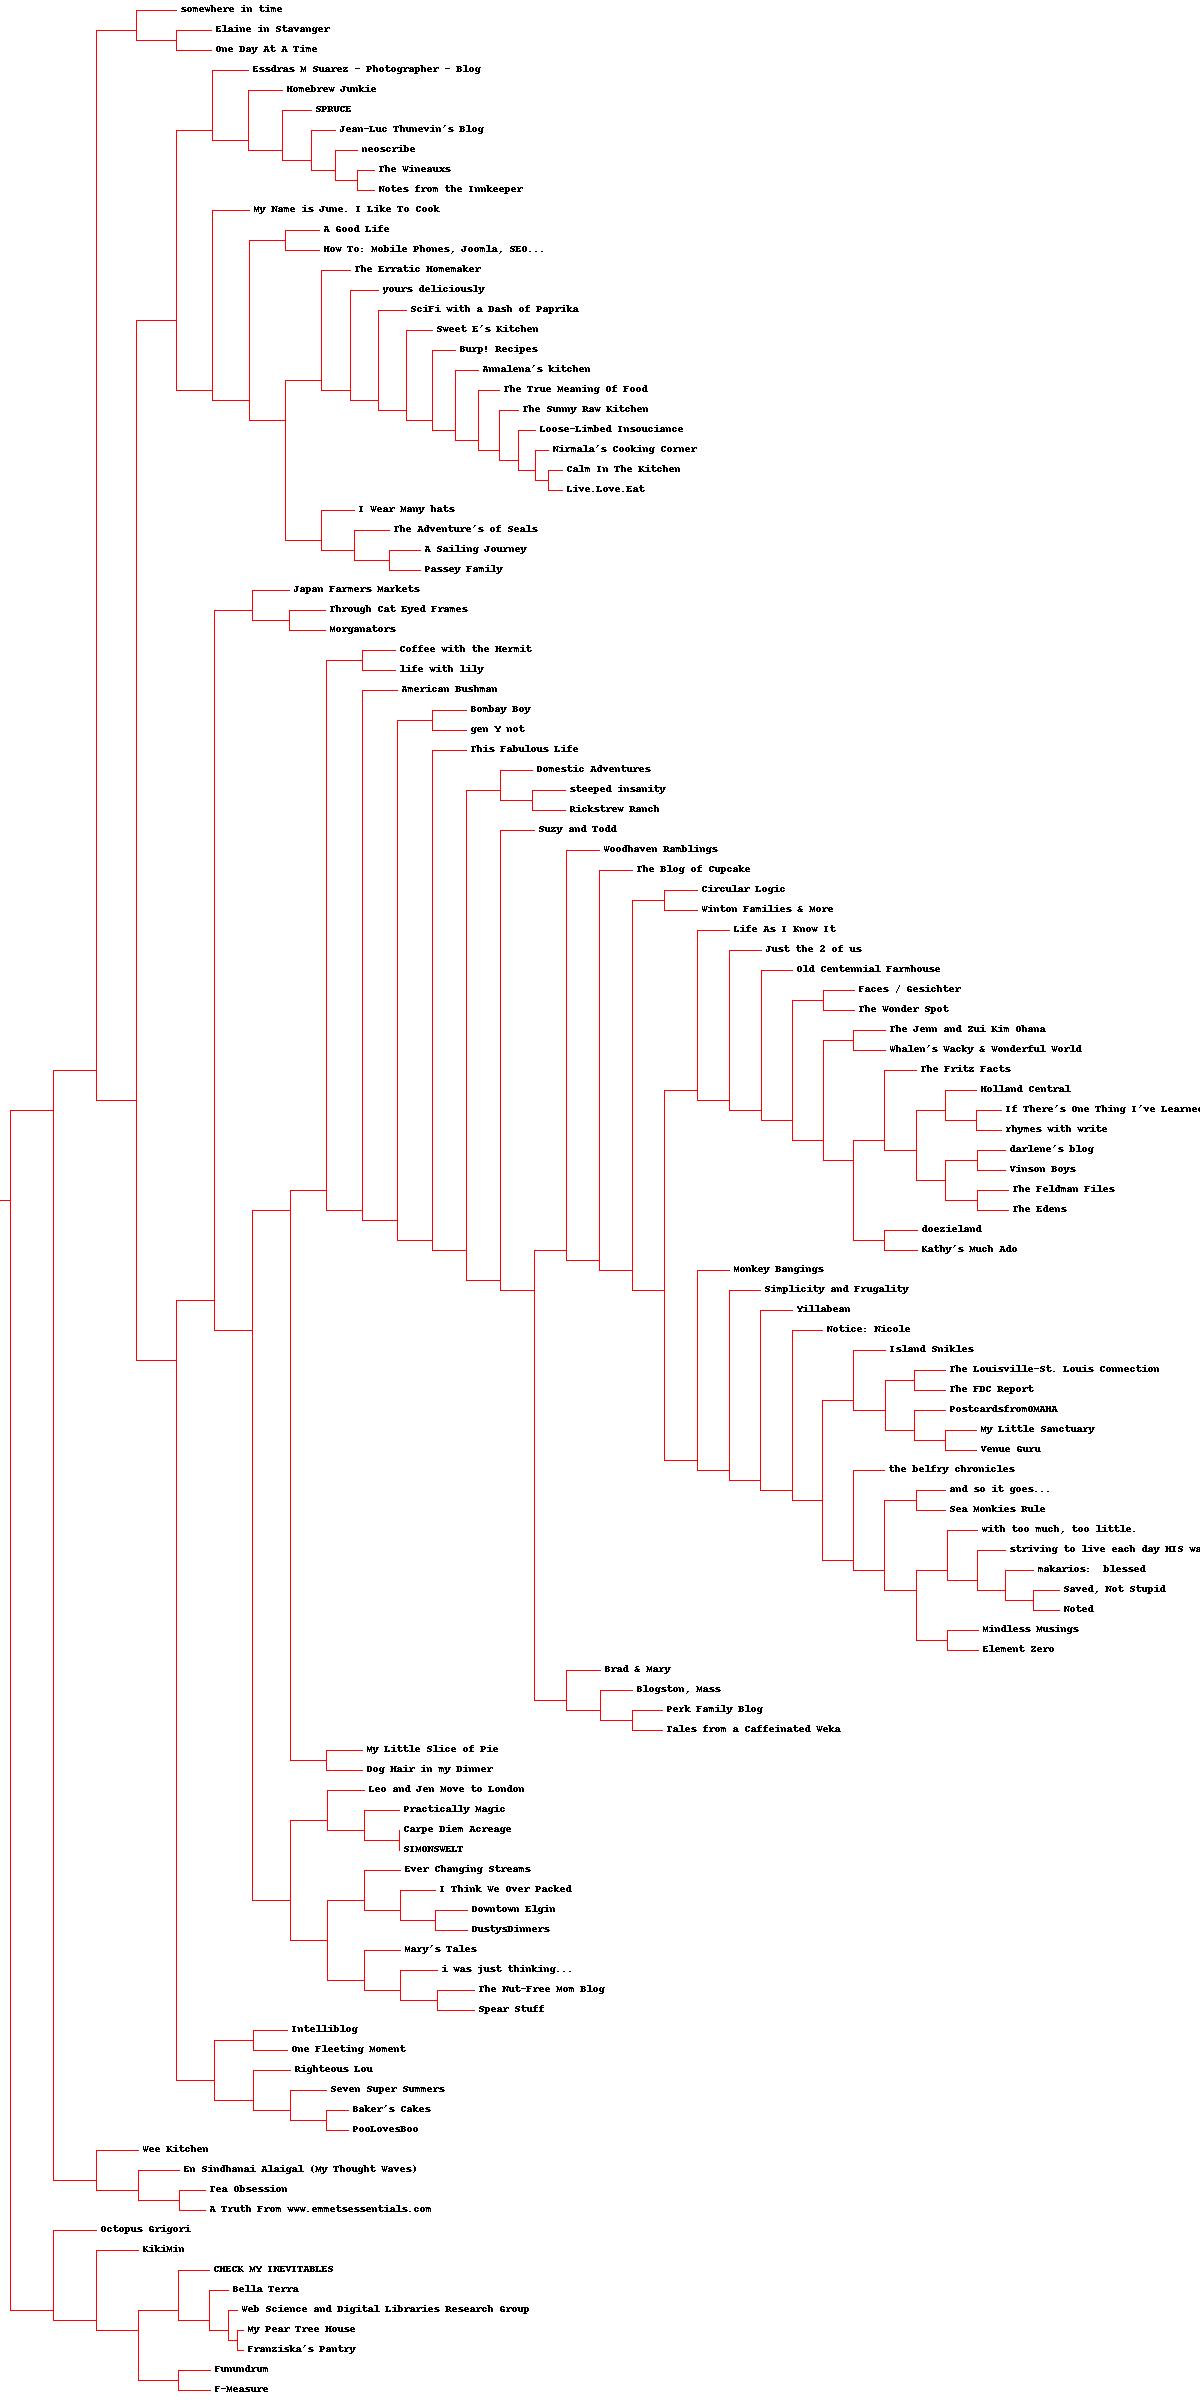 somewhere in time
Elaine in Stavanger
One Day At A Time
Essdras M Suarez - Photographer - Blog
Homebrew Junkie
SPRUCE
Jean-Luc Thunevin's Blog
neoscribe
The Wineauxs
Notes from the Innkeeper
My Name is June. I Like To Cook
A Good Life
How To: Mobile Phones, Joomla, SEO...
The Erratic Homemaker
yours deliciously
SciFi with a Dash of Paprika
Sweet E's Kitchen
Burp! Recipes
Annalena's kitchen
The True Meaning Of Food
The Sunny Raw Kitchen
Loose-Limbed Insouciance
Nirmala's Cooking Corner
Calm In The Kitchen
Live.Love.Eat
I Wear Many hats
The Adventure's of Seals
A Sailing Journey
Passey Family
Japan Farmers Markets
Through Cat Eyed Frames
Morganators
Coffee with the Hermit
life with lily
American Bushman
Bombay Boy
gen Y not
This Fabulous Life
Domestic Adventures
steeped insanity
Rickstrew Ranch
Suzy and Todd
Woodhaven Ramblings
The Blog of Cupcake
Circular Logic
Winton Families & More
Life As I Know It
Just the 2 of us
Old Centennial Farmhouse
Faces / Gesichter
The Wonder Spot
The Jenn and Zui Kim Ohana
Whalen's Wacky & Wonderful World
The Fritz Facts
Holland Central
If There's One Thing I've Learned
rhymes with write
darlene's blog
Vinson Boys
The Feldman Files
The Edens
doezieland
Kathy's Much Ado
Monkey Bangings
Simplicity and Frugality
Yillabean
Notice: Nicole
Island Snikles
The Louisville-St. Louis Connection
The FDC Report
PostcardsfromOMAHA
My Little Sanctuary
Venue Guru
the belfry chronicles
and so it goes...
Sea Monkies Rule
with too much, too little.
striving to live each day HIS wa
makarios:  blessed
Saved, Not Stupid
Noted
Mindless Musings
Element Zero
Brad & Mary
Blogston, Mass
Perk Family Blog
Tales from a Caffeinated Weka
My Little Slice of Pie
Dog Hair in my Dinner
Leo and Jen Move to London
Practically Magic
Carpe Diem Acreage
SIMONSWELT
Ever Changing Streams
I Think We Over Packed
Downtown Elgin
DustysDinners
Mary's Tales
i was just thinking...
The Nut-Free Mom Blog
Spear Stuff
Intelliblog
One Fleeting Moment
Righteous Lou
Seven Super Summers
Baker's Cakes
PooLovesBoo
Wee Kitchen
En Sindhanai Alaigal (My Thought Waves)
Tea Obsession
A Truth From www.emmetsessentials.com
Octopus Grigori
KikiMin
CHECK MY INEVITABLES
Bella Terra
Web Science and Digital Libraries Research Group
My Pear Tree House
Franziska's Pantry
Funundrum
F-Measure